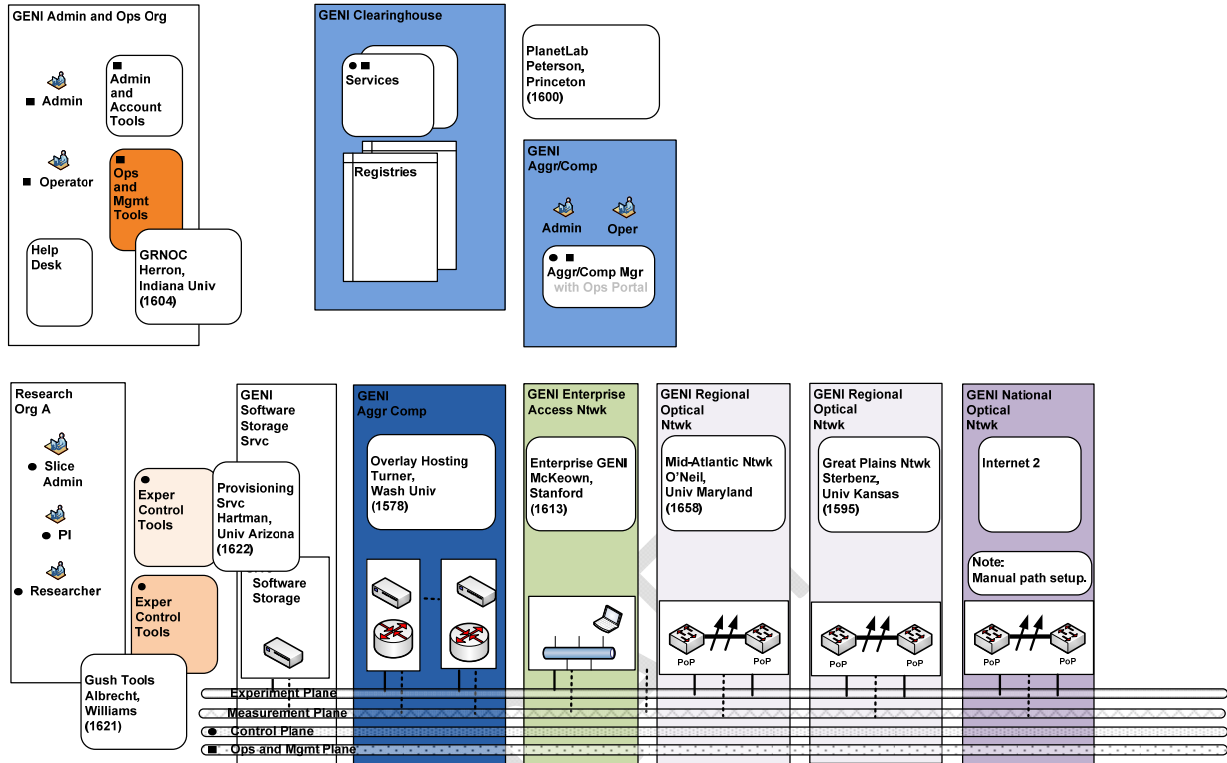 GENI Admin and Ops Org
Admin
Admin
and
Account
Tools
Operator
Ops
and
Mgmt
Tools
Help
Desk
GRNOC
Herron,
Indiana Univ
(1604)
GENI Clearinghouse
Services
Registries
PlanetLab
Peterson,
Princeton
(1600)
GENI
Aggr/Comp
Admin
Oper
Aggr/Comp Mgr
with Ops Portal
Research
Org A
Slice
Admin
PI
Researcher
Exper
Control
Tools
Exper
Control
Tools
Gush Tools
Albrecht,
Williams
(1621)
GENI
Software
Storage
Srvc
Provisioning
Srvc
Hartman,
Univ Arizona
(1622)
Software
Storage
GENI
Aggr Comp
Overlay Hosting
Turner,
Wash Univ
(1578)
GENI Enterprise
Access Ntwk
Enterprise GENI
McKeown,
Stanford
(1613)
GENI Regional
Optical
Ntwk
Mid-Atlantic Ntwk
O'Neil,
Univ Maryland
(1658)
PoP
PoP
GENI Regional
Optical
Ntwk
Great Plains Ntwk
Sterbenz,
Univ Kansas
(1595)
PoP
PoP
GENI National
Optical
Ntwk
Internet 2
Note:
Manual path setup.
PoP
PoP
Experiment Plane
Measurement Plane
Control Plane
Ops and Mgmt Plane